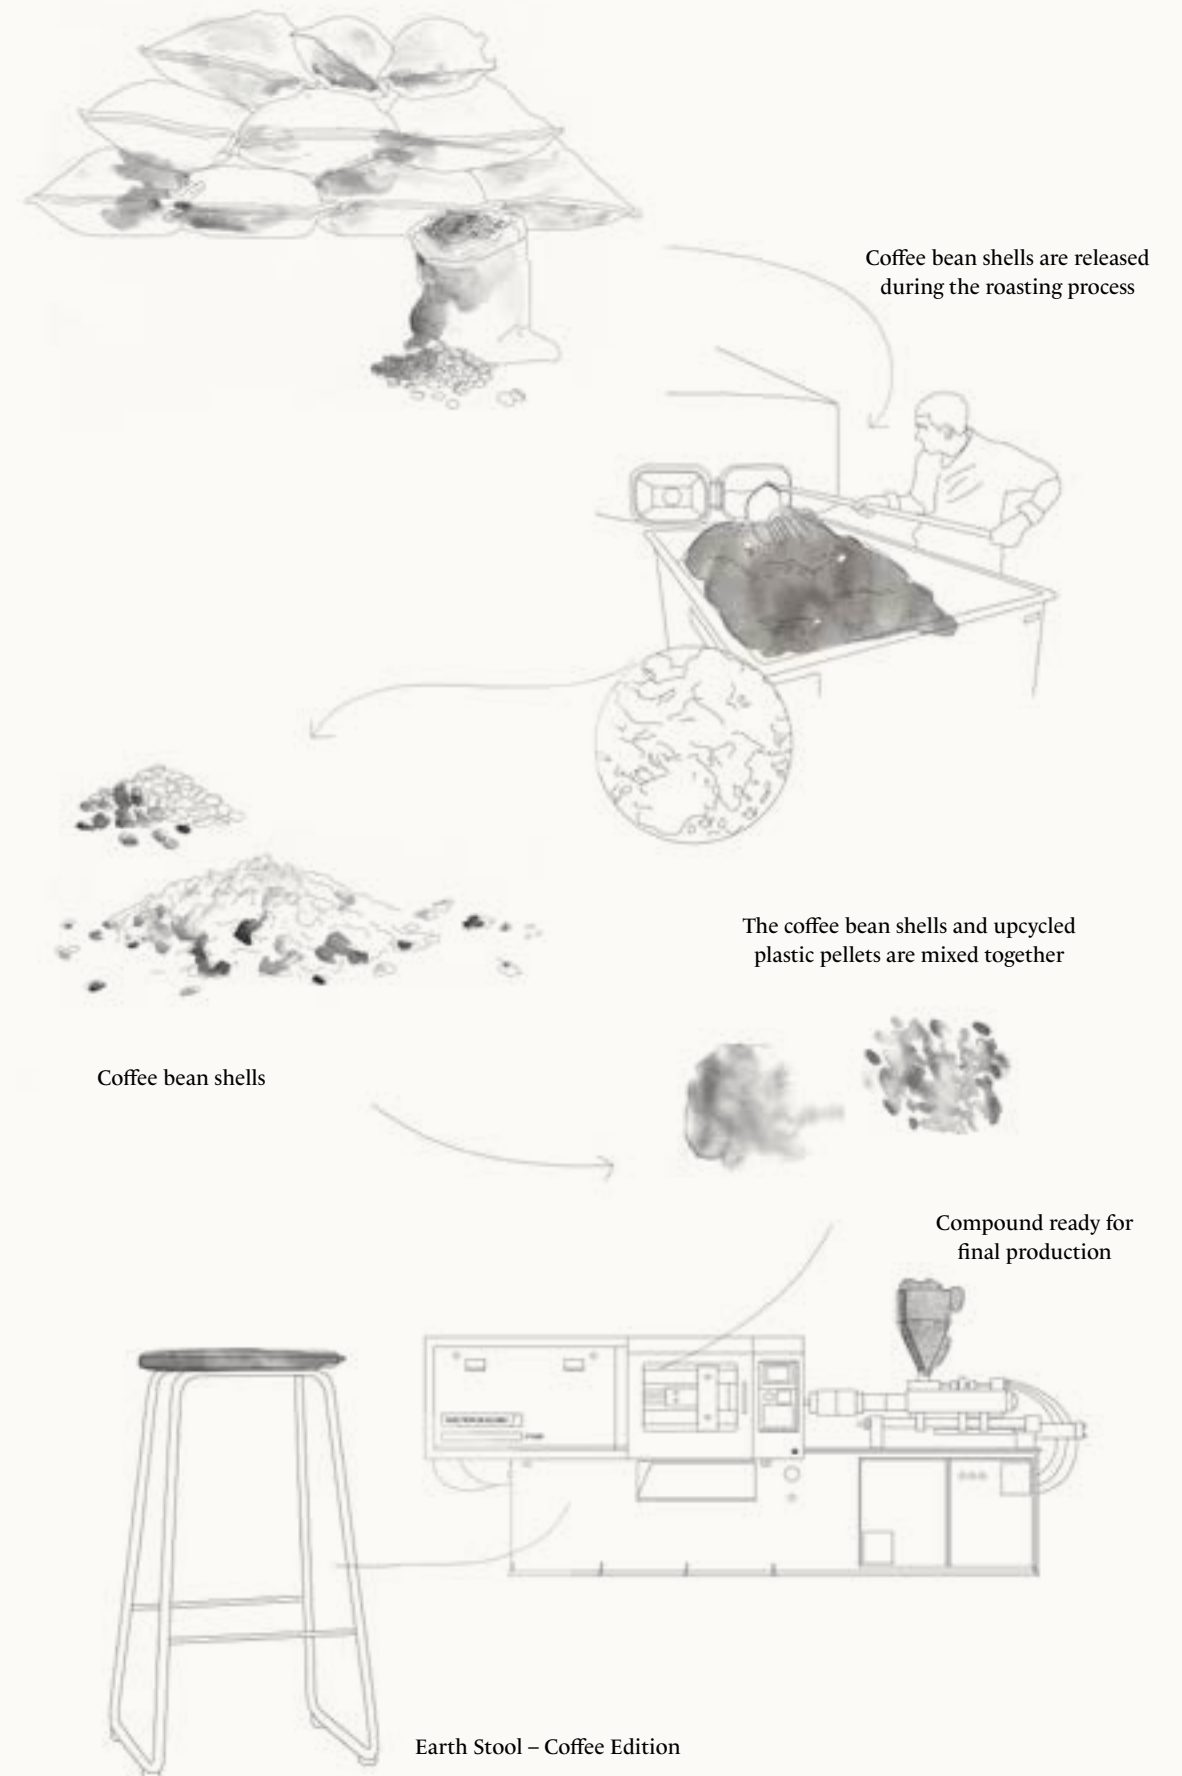 Coffee bean shells are released
during the roasting process
The coffee bean shells and upcycled
plastic pellets are mixed together
Coffee bean shells
Compound ready for
final production
Earth Stool – Coffee Edition